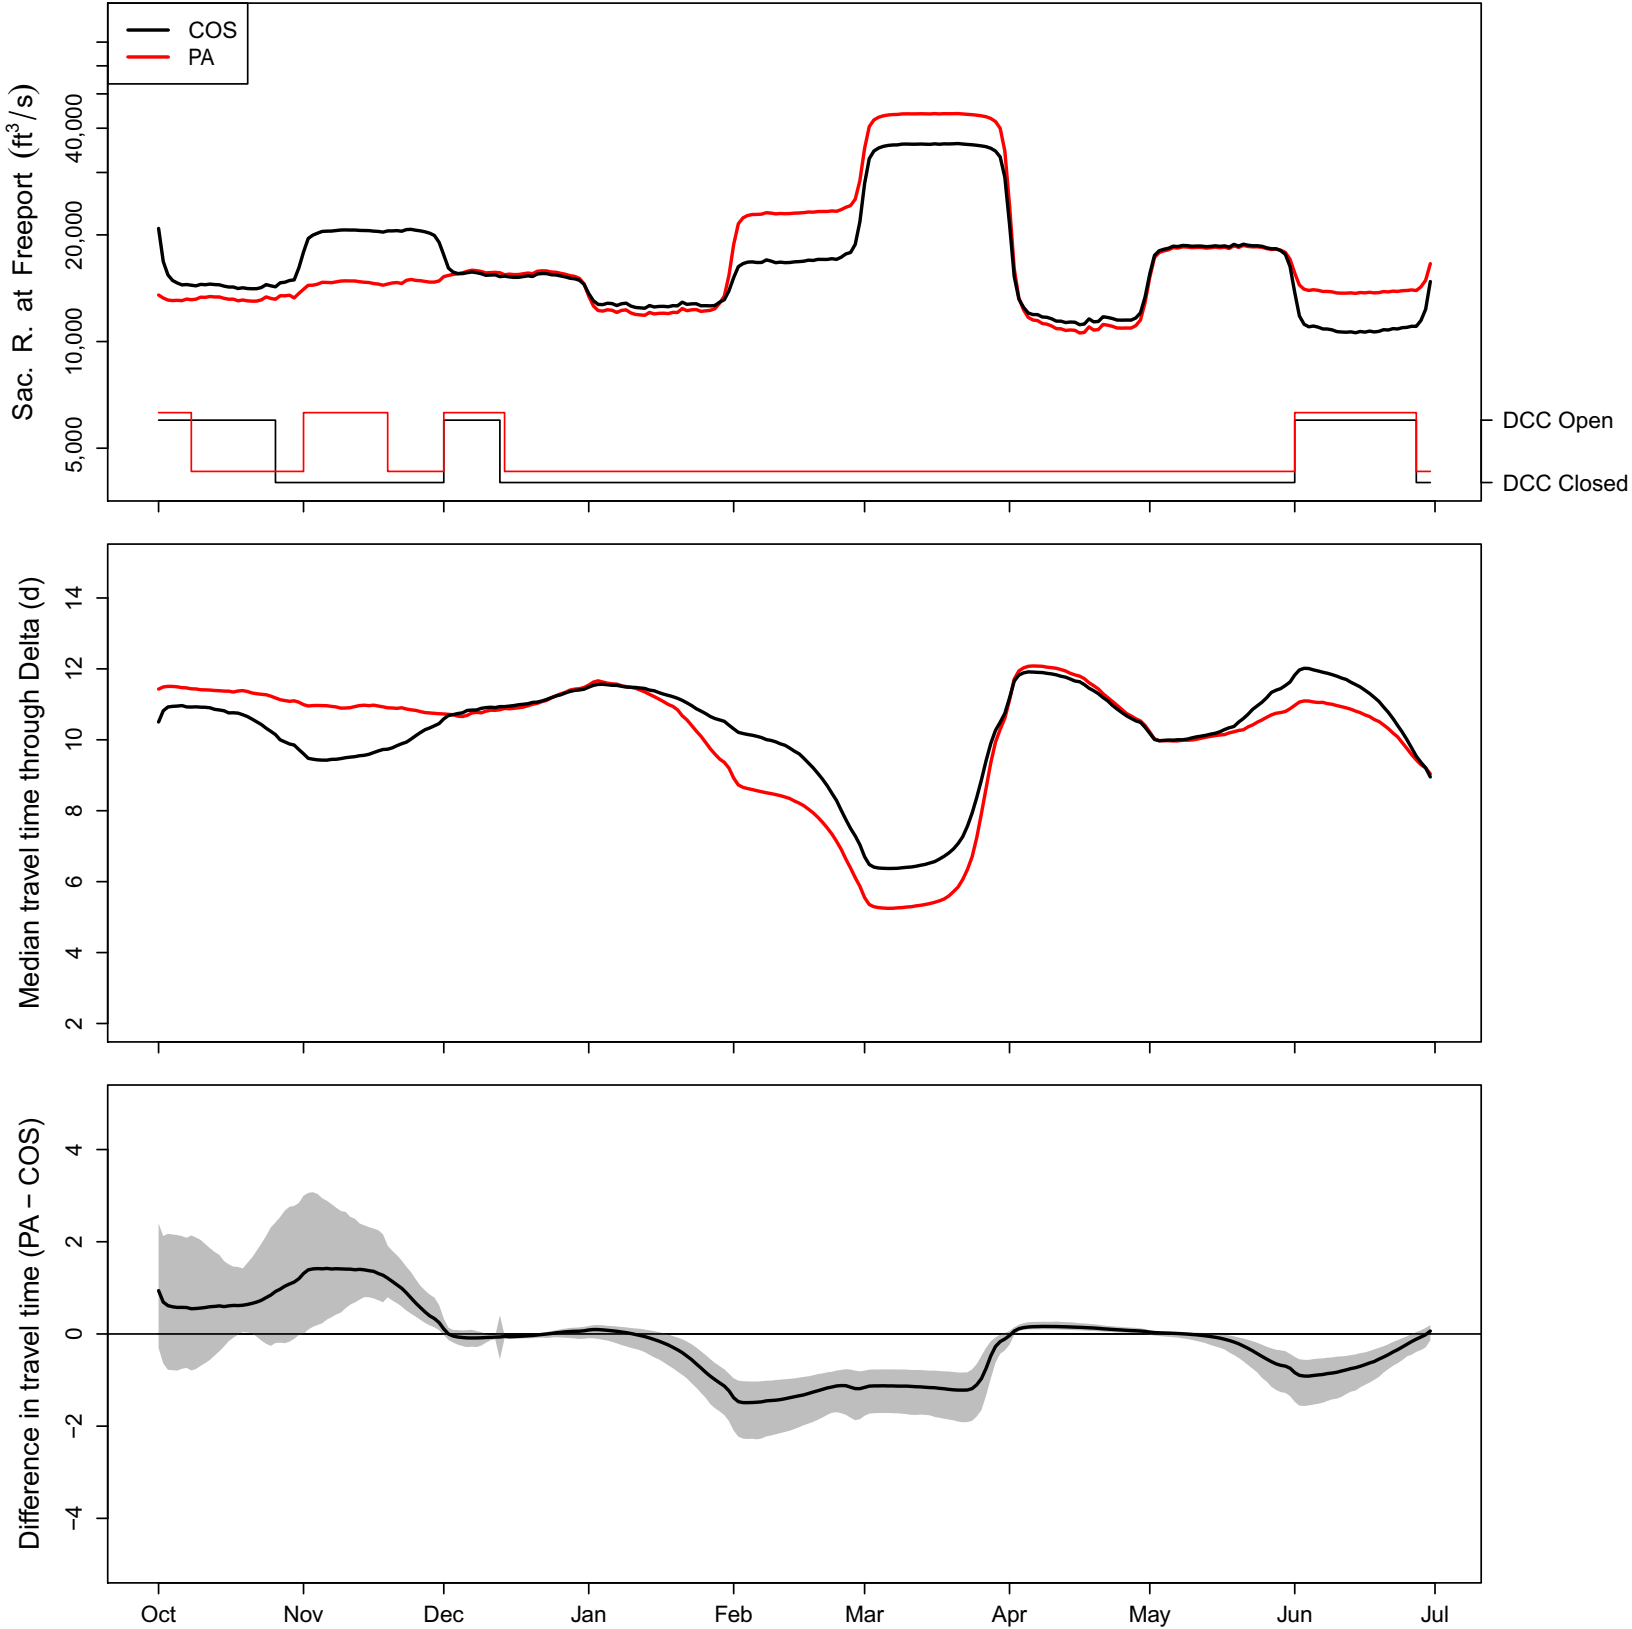 COS
PA
Sac. R. at Freeport (ft³/s)
40,000
20,000
10,000
5,000
DCC Open
DCC Closed
Median travel time through Delta (d)
14
12
10
8
6
4
2
Difference in travel time (PA − COS)
4
2
0
−2
−4
Oct Nov Dec Jan Feb Mar Apr May Jun Jul